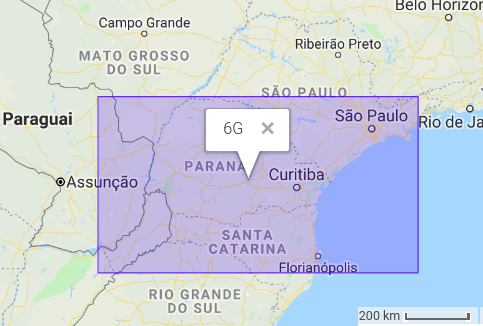 Belo Horizon
Campo Grande
Ribeirão Preto
MATO GROSSO
DO SUL
SÃO PAULO
Paraguai
6G
São Paulo
Rio de Ja
PARANÁ
Assunção
Curitiba
SANTA
CATARINA
Florianópolis
RIO GRANDE
DO SUL
200 km